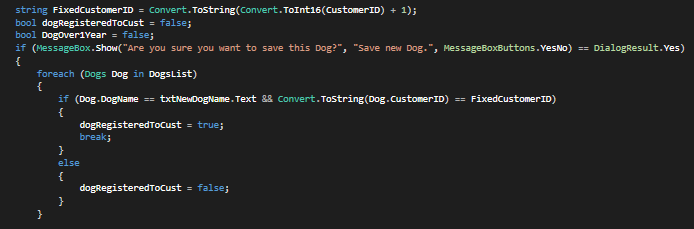 string FixedCustomerID = Convert.ToString(Convert.ToInt16(CustomerID) + 1);
bool dogRegisteredToCust = false;
bool DogOver1Year = false;
if (MessageBox.Show("Are you sure you want to save this Dog?", "Save new Dog.", MessageBoxButtons.YesNo) == DialogResult.Yes)
{
foreach (Dogs Dog in DogsList)
{
if (Dog.DogName == txtNewDogName.Text && Convert.ToString(Dog.CustomerID) == FixedCustomerID)
{
dogRegisteredToCust = true;
break;
}
else
{
dogRegisteredToCust = false;
}
}